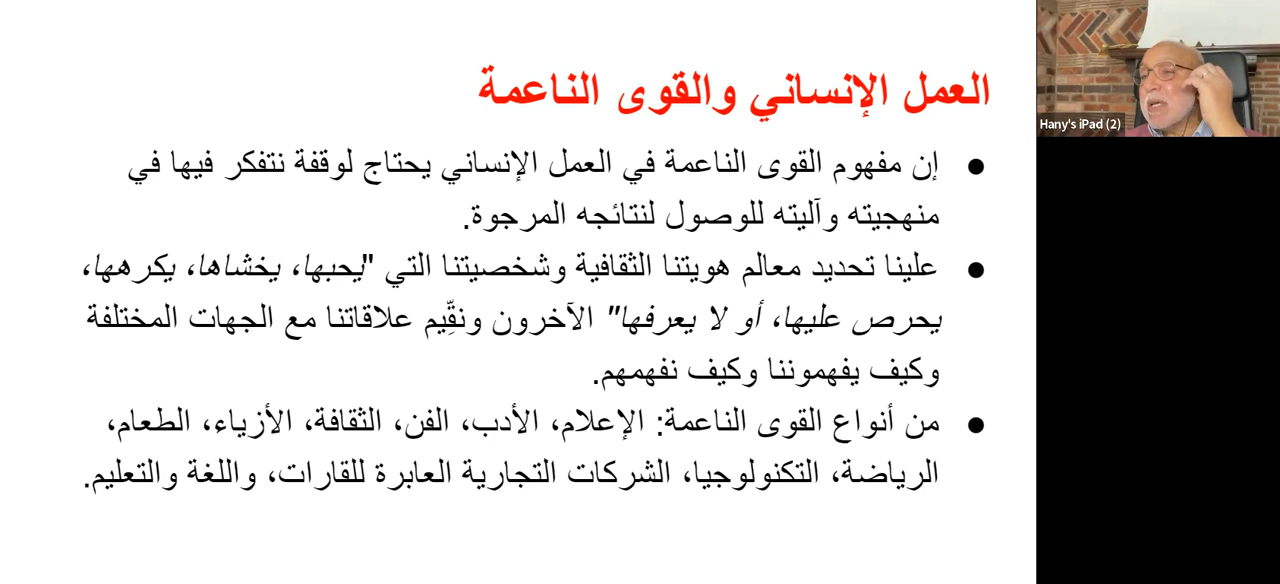 العمل الإنساني والقوى الناعمة
● إن مفهوم القوى الناعمة في العمل الإنساني يحتاج لوقفة نتفكر فيها في
منهجيته وآليته للوصول لنتائجه المرجوة.
● علينا تحديد معالم هويتنا الثقافية وشخصيتنا التي "يحبها، يخشاها، يكرهها،
يحرص عليها، أو لا يعرفها" الآخرون ونقِّيم علاقاتنا مع الجهات المختلفة
وكيف يفهموننا وكيف نفهمهم.
● من أنواع القوى الناعمة: الإعلام، الأدب، الفن، الثقافة، الأزياء، الطعام،
الرياضة، التكنولوجيا، الشركات التجارية العابرة للقارات، واللغة والتعليم.
Hany's iPad (2)